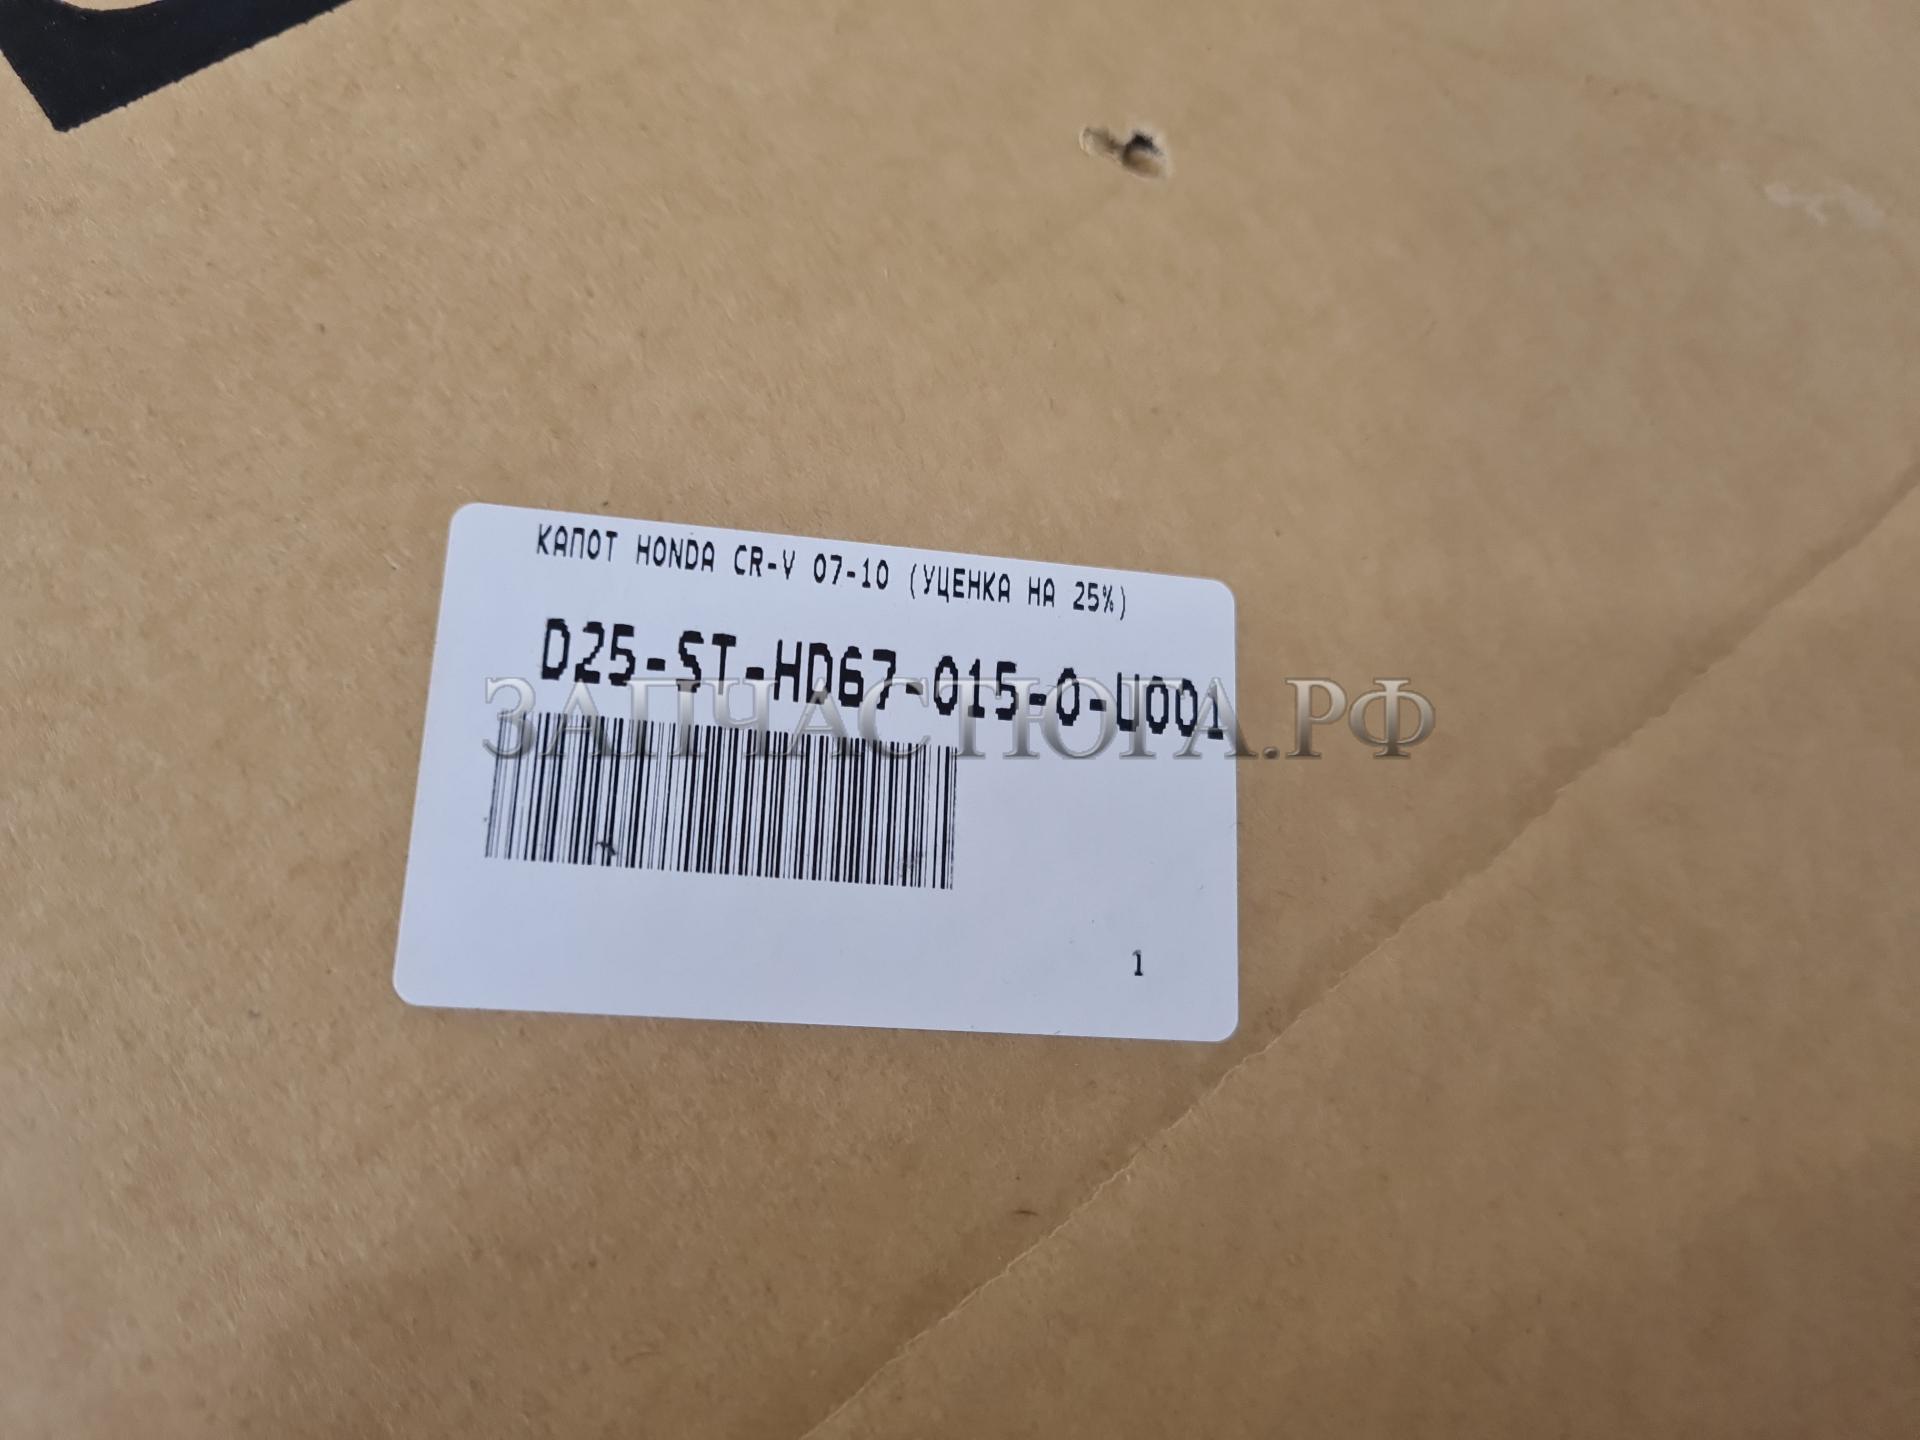 КАПОТ HONDA CR-V 07-10 (УЦЕНКА НА 25%)
D25-ST-HD67-015-0-U001
ЗАПЧАСТЮГА.РФ
1